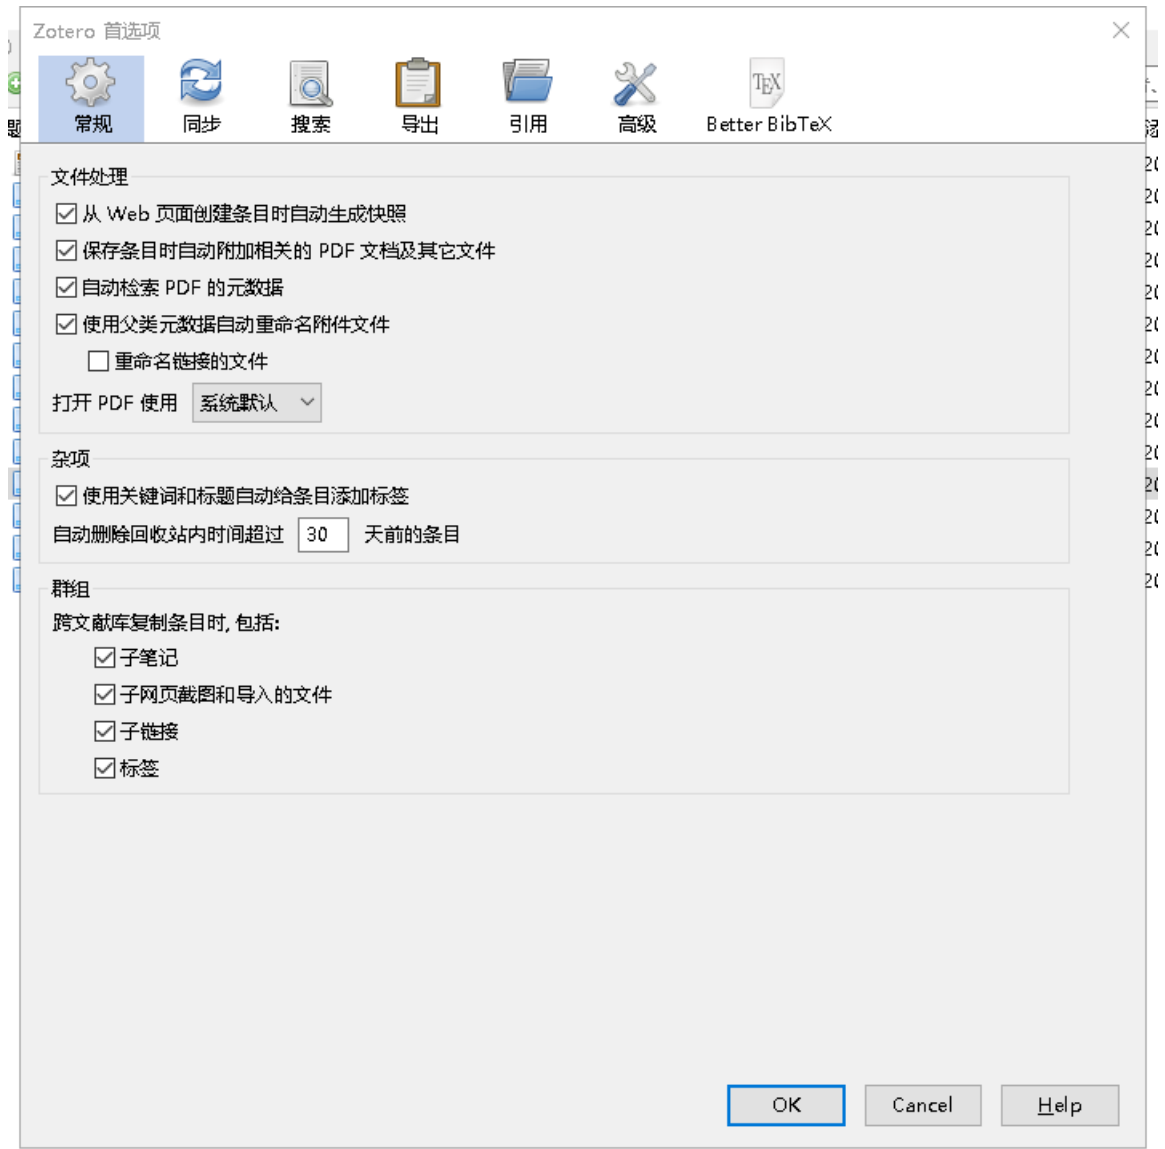 Zotero 首选项
常规 同步 搜索 导出 引用 高级 Better BibTeX
文件处理
从 Web 页面创建条目时自动生成快照
保存条目时自动附加相关的 PDF 文档及其它文件
自动检索 PDF 的元数据
使用父类元数据自动重命名附件文件
重命名链接的文件
打开 PDF 使用 系统默认
杂项
使用关键词和标题自动给条目添加标签
自动删除回收站内时间超过 30 天前的条目
群组
跨文献库复制条目时, 包括:
子笔记
子网页截图和导入的文件
子链接
标签
OK Cancel Help